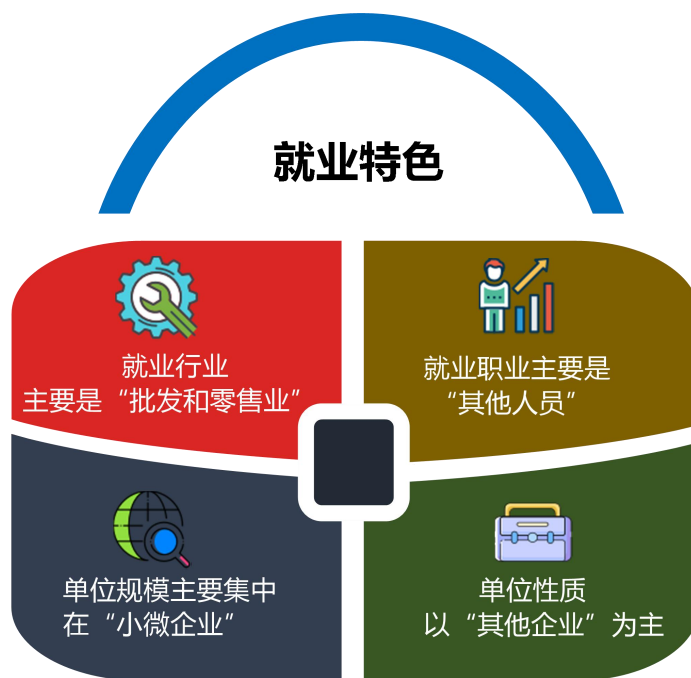 就业特色
就业行业
主要是“批发和零售业”
就业职业主要是
“其他人员”
单位规模主要集中
在“小微企业”
单位性质
以“其他企业”为主